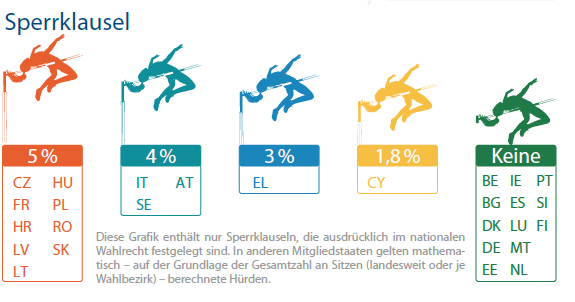 Sperrklausel
5 %
CZ HU
FR PL
HR RO
LV SK
LT
4 %
IT AT
SE
3 %
EL
1,8 %
CY
Keine
BE IE PT
BG ES SI
DK LU FI
DE MT
EE NL
Diese Grafik enthält nur Sperrklauseln, die ausdrücklich im nationalen
Wahlrecht festgelegt sind. In anderen Mitgliedstaaten gelten mathema-
tisch – auf der Grundlage der Gesamtzahl an Sitzen (landesweit oder je
Wahlbezirk) – berechnete Hürden.